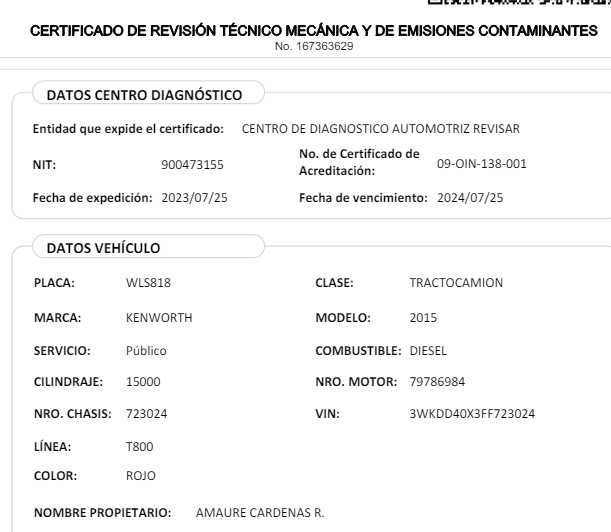 CERTIFICADO DE REVISIÓN TÉCNICO MECÁNICA Y DE EMISIONES CONTAMINANTES
No. 167363629
DATOS CENTRO DIAGNÓSTICO
Entidad que expide el certificado: CENTRO DE DIAGNOSTICO AUTOMOTRIZ REVISAR
NIT: 900473155 No. de Certificado de Acreditación: 09-OIN-138-001
Fecha de expedición: 2023/07/25 Fecha de vencimiento: 2024/07/25
DATOS VEHÍCULO
PLACA: WLS818 CLASE: TRACTOCAMION
MARCA: KENWORTH MODELO: 2015
SERVICIO: Público COMBUSTIBLE: DIESEL
CILINDRAJE: 15000 NRO. MOTOR: 79786984
NRO. CHASIS: 723024 VIN: 3WKDD40X3FF723024
LÍNEA: T800
COLOR: ROJO
NOMBRE PROPIETARIO: AMAURE CARDENAS R.